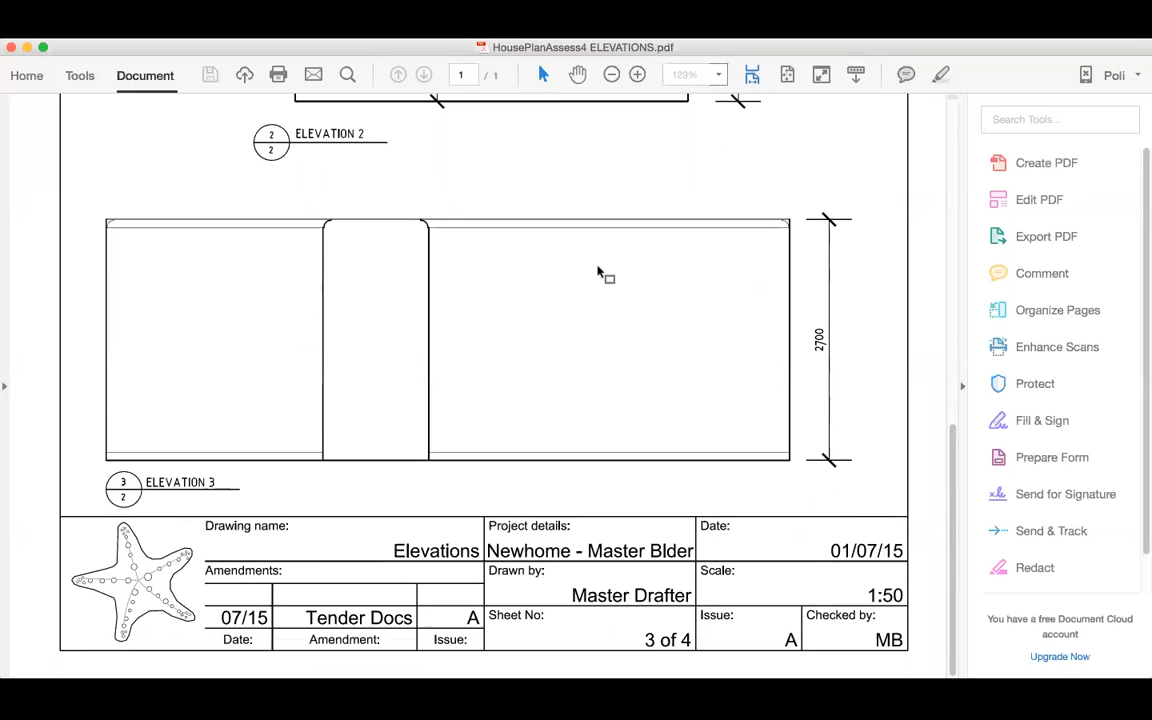 HousePlanAssess4 ELEVATIONS.pdf
Home Tools Document 1 / 1 129% Poli
2 ELEVATION 2
2
2700
3 ELEVATION 3
2
Drawing name: Elevations
Project details: Newhome - Master Blder
Date: 01/07/15
Amendments:
Drawn by: Master Drafter
Scale: 1:50
07/15 Tender Docs A
Date: Amendment: Issue:
Sheet No: 3 of 4
Issue: A
Checked by: MB
Search Tools...
Create PDF
Edit PDF
Export PDF
Comment
Organize Pages
Enhance Scans
Protect
Fill & Sign
Prepare Form
Send for Signature
Send & Track
Redact
You have a free Document Cloud
account
Upgrade Now